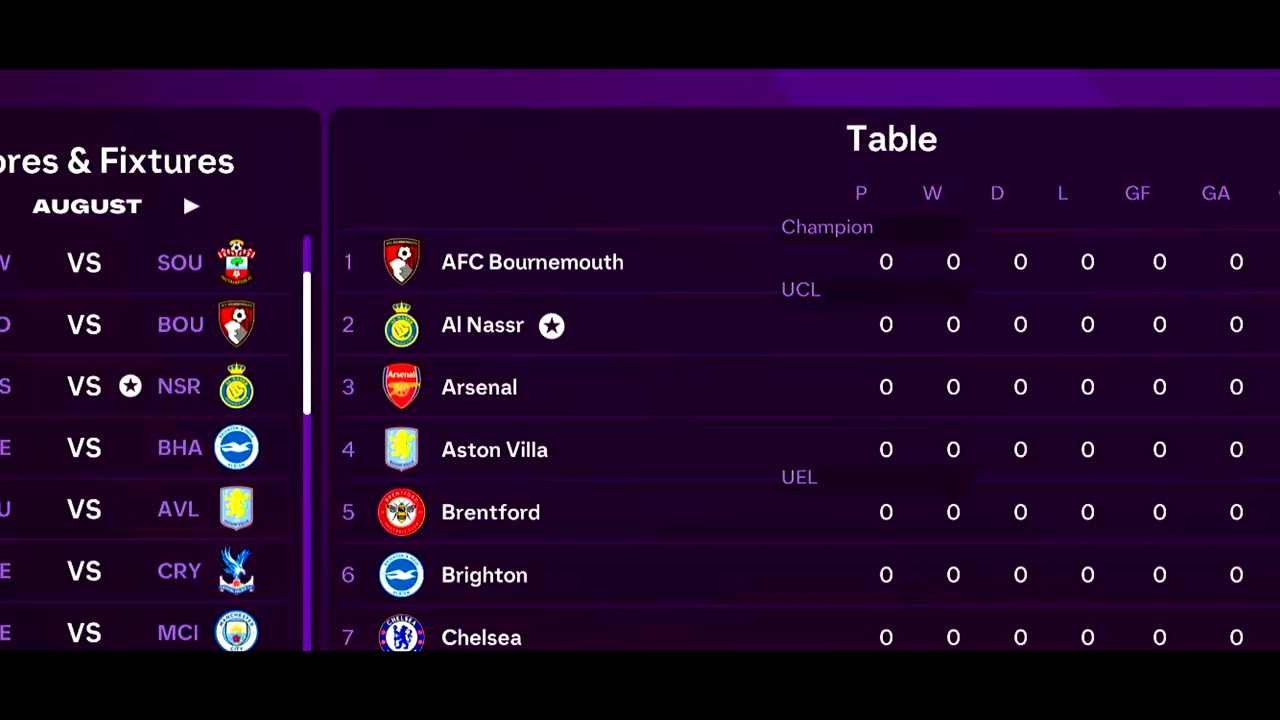 ores & Fixtures
AUGUST
W VS SOU
O VS BOU
S VS NSR
E VS BHA
U VS AVL
E VS CRY
E VS MCI
Table
P W D L GF GA
Champion
1 AFC Bournemouth 0 0 0 0 0 0
UCL
2 Al Nassr 0 0 0 0 0 0
3 Arsenal 0 0 0 0 0 0
4 Aston Villa 0 0 0 0 0 0
UEL
5 Brentford 0 0 0 0 0 0
6 Brighton 0 0 0 0 0 0
7 Chelsea 0 0 0 0 0 0